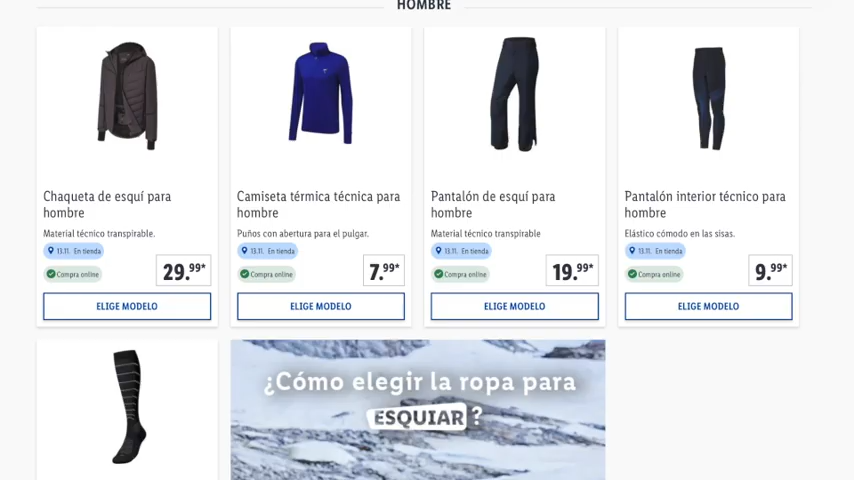 HOMBRE
Chaqueta de esquí para
hombre
Material técnico transpirable.
13.11. En tienda
Compra online
29.99*
ELIGE MODELO
Camiseta térmica técnica para
hombre
Puños con abertura para el pulgar.
13.11. En tienda
Compra online
7.99*
ELIGE MODELO
Pantalón de esquí para
hombre
Material técnico transpirable
13.11. En tienda
Compra online
19.99*
ELIGE MODELO
Pantalón interior técnico para
hombre
Elástico cómodo en las sisas.
13.11. En tienda
Compra online
9.99*
ELIGE MODELO
¿Cómo elegir la ropa para
ESQUIAR?